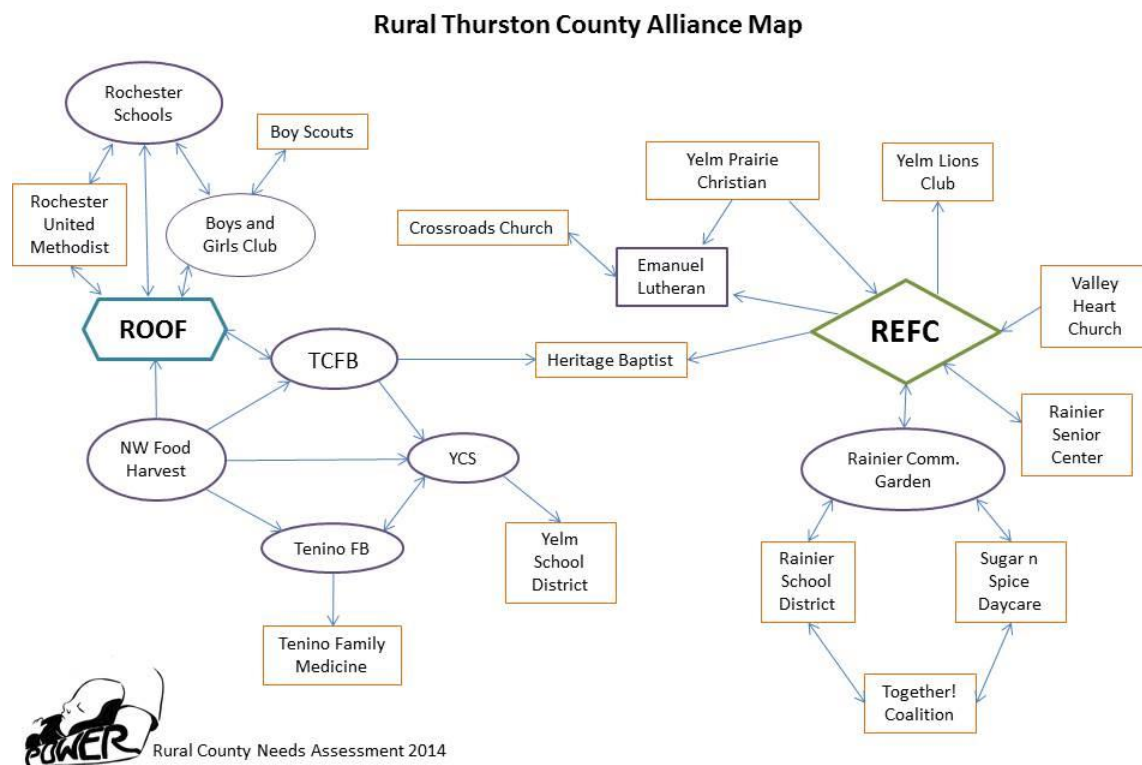 Rural Thurston County Alliance Map
Rochester
Schools
Boy Scouts
Rochester
United
Methodist
Boys and
Girls Club
ROOF
TCFB
NW Food
Harvest
YCS
Tenino FB
Yelm
School
District
Tenino Family
Medicine
Yelm Prairie
Christian
Yelm Lions
Club
Crossroads Church
Emanuel
Lutheran
Heritage Baptist
REFC
Valley
Heart
Church
Rainier
Senior
Center
Rainier Comm.
Garden
Rainier
School
District
Sugar n
Spice
Daycare
Together!
Coalition
POWER
Rural County Needs Assessment 2014